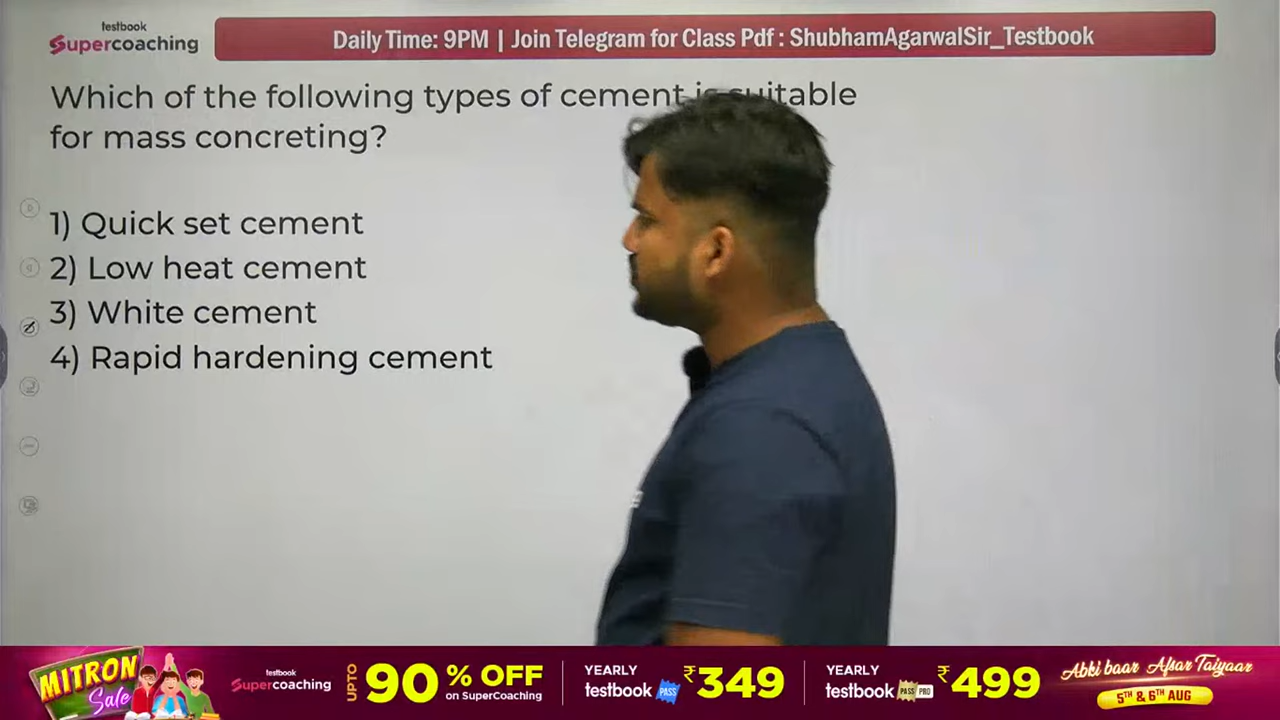 testbook
Supercoaching
Daily Time: 9PM | Join Telegram for Class Pdf : ShubhamAgarwalSir_Testbook
Which of the following types of cement is suitable
for mass concreting?
1) Quick set cement
2) Low heat cement
3) White cement
4) Rapid hardening cement
MITRON
Sale
testbook
Supercoaching
UPTO
90% OFF
on SuperCoaching
YEARLY
testbook PASS
₹349
YEARLY
testbook PASS PRO
₹499
Abki baar Afsar Taiyaar
5TH & 6TH AUG